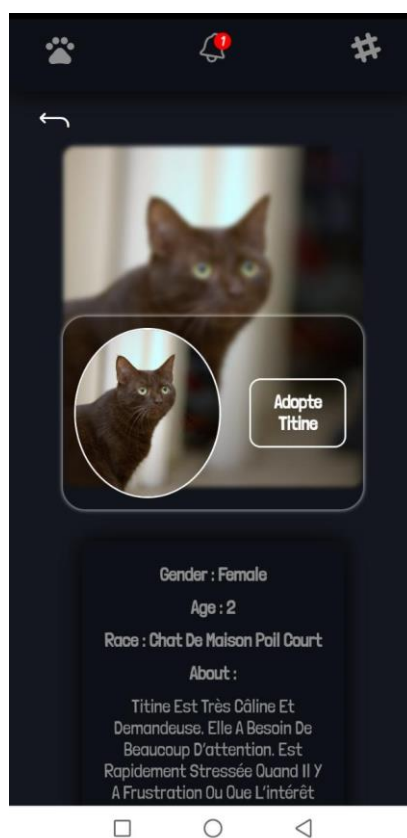 1
Adopte
Titine
Gender : Female
Age : 2
Race : Chat De Maison Poil Court
About :
Titine Est Très Câline Et
Demandeuse. Elle A Besoin De
Beaucoup D'attention. Est
Rapidement Stressée Quand Il Y
A Frustration Ou Que L'intérêt